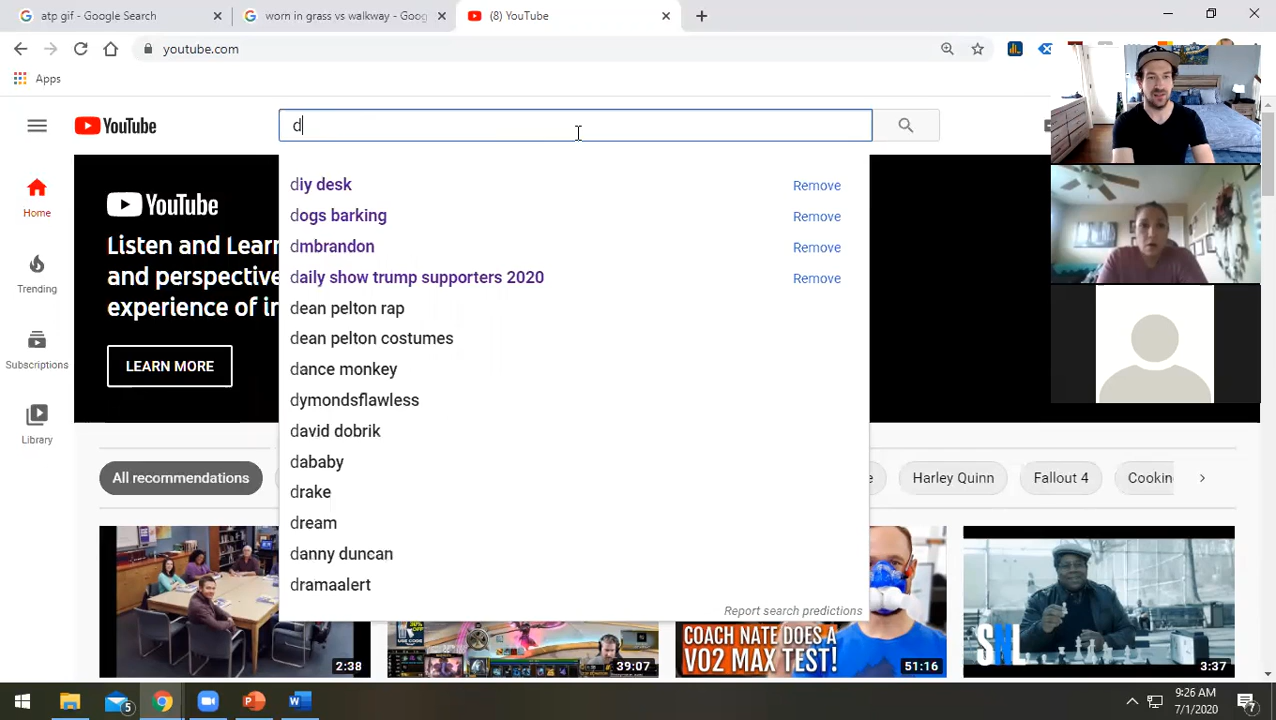 atp gif - Google Search
worn in grass vs walkway - Goog
(8) YouTube
youtube.com
Apps
YouTube
d
diy desk Remove
dogs barking Remove
dmbrandon Remove
daily show trump supporters 2020 Remove
dean pelton rap
dean pelton costumes
dance monkey
dymondsflawless
david dobrik
dababy
drake
dream
danny duncan
dramaalert
Report search predictions
Home
Trending
Subscriptions
Library
YouTube
Listen and Lear
and perspective
experience of i
LEARN MORE
All recommendations
e
Harley Quinn
Fallout 4
Cookin
2:38
39:07
COACH NATE DOES A
VO2 MAX TEST!
51:16
3:37
5
9:26 AM
7/1/2020
7